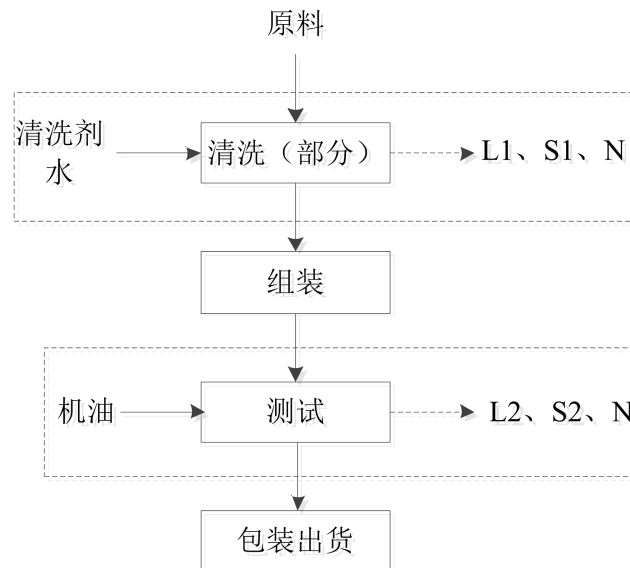 原料
清洗剂
水
清洗（部分）
L1、S1、N
组装
机油
测试
L2、S2、N
包装出货